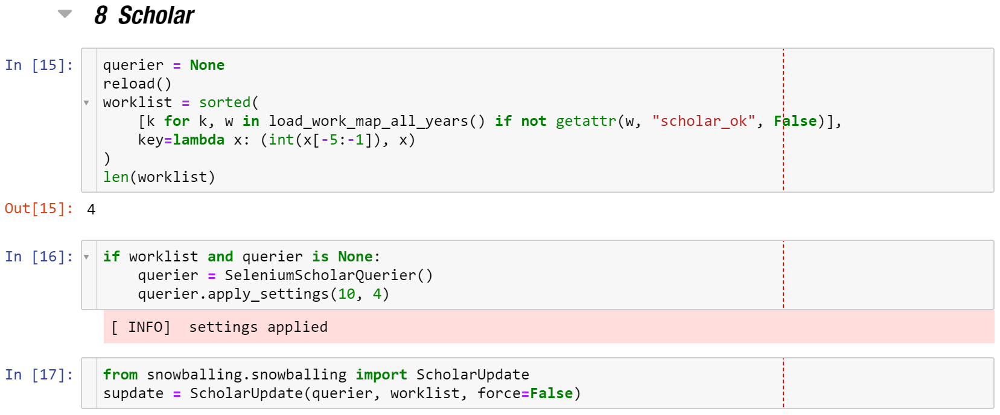 8 Scholar
In [15]:
querier = None
reload()
worklist = sorted(
    [k for k, w in load_work_map_all_years() if not getattr(w, "scholar_ok", False)],
    key=lambda x: (int(x[-5:-1]), x)
)
len(worklist)
Out[15]: 4
In [16]:
if worklist and querier is None:
    querier = SeleniumScholarQuerier()
    querier.apply_settings(10, 4)
[ INFO]  settings applied
In [17]:
from snowballing.snowballing import ScholarUpdate
supdate = ScholarUpdate(querier, worklist, force=False)